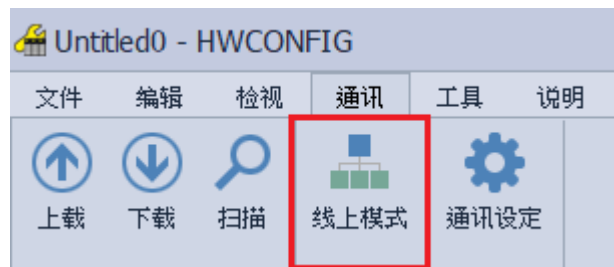 Untitled0 - HWCONFIG
文件 编辑 检视 通讯 工具 说明
上载 下载 扫描 线上模式 通讯设定